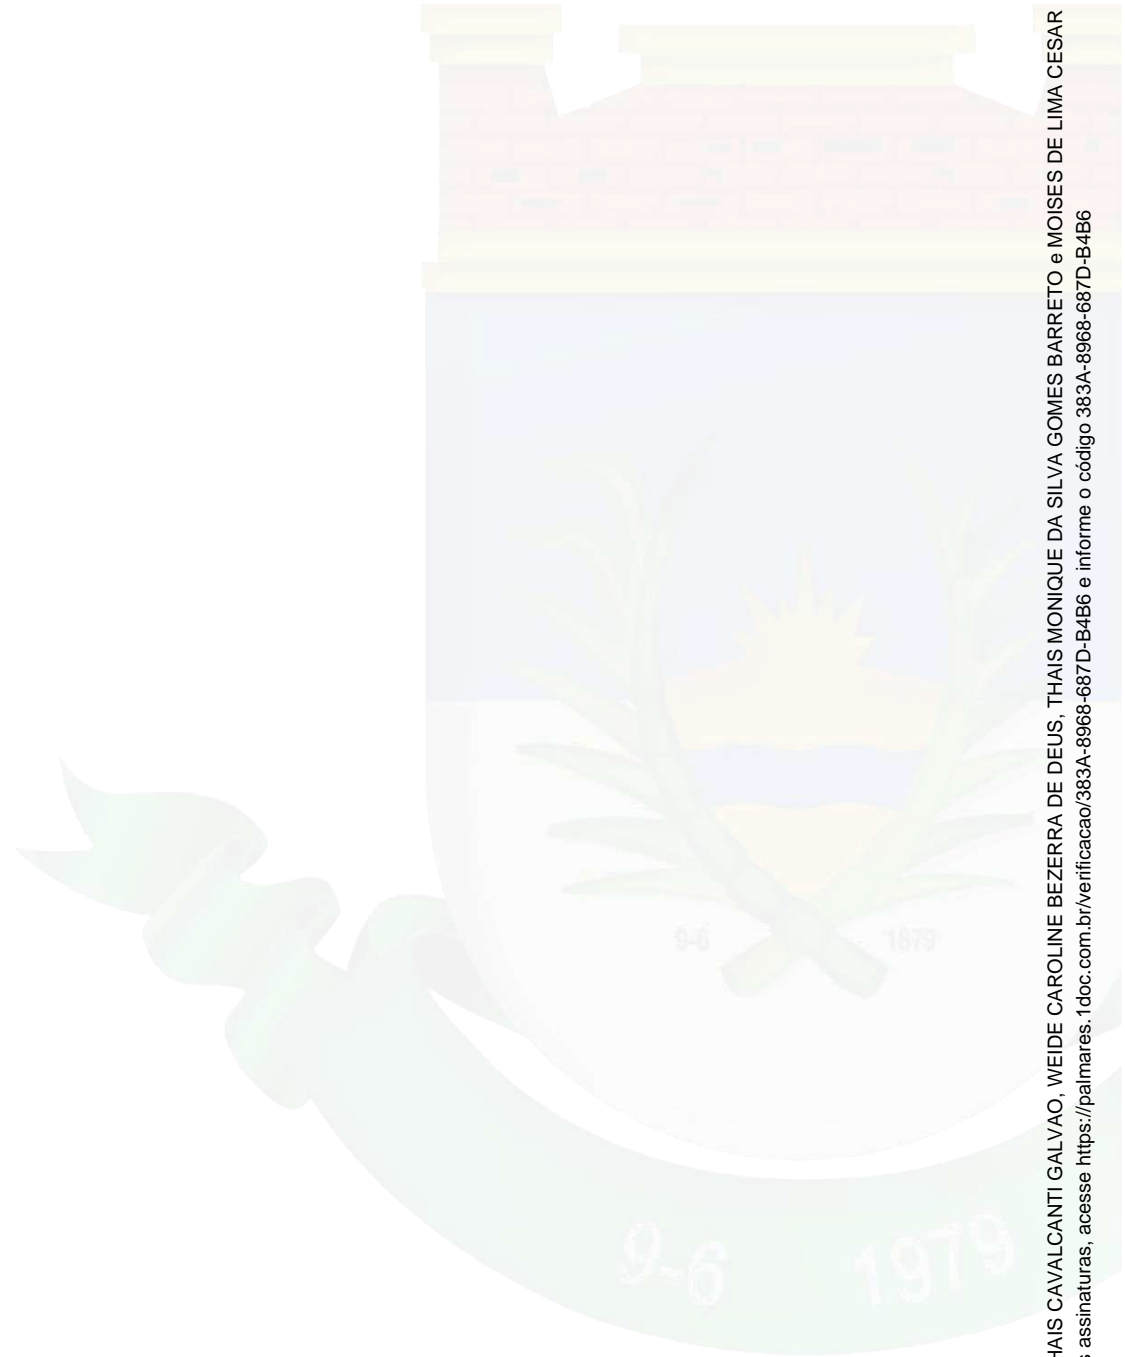 HAIS CAVALCANTI GALVAO, WEIDE CAROLINE BEZERRA DE DEUS, THAIS MONIQUE DA SILVA GOMES BARRETO e MOISES DE LIMA CESAR
s assinaturas, acesse https://palmares.1doc.com.br/verificacao/383A-8968-687D-B4B6 e informe o código 383A-8968-687D-B4B6
9-6 1879
9-6 1979